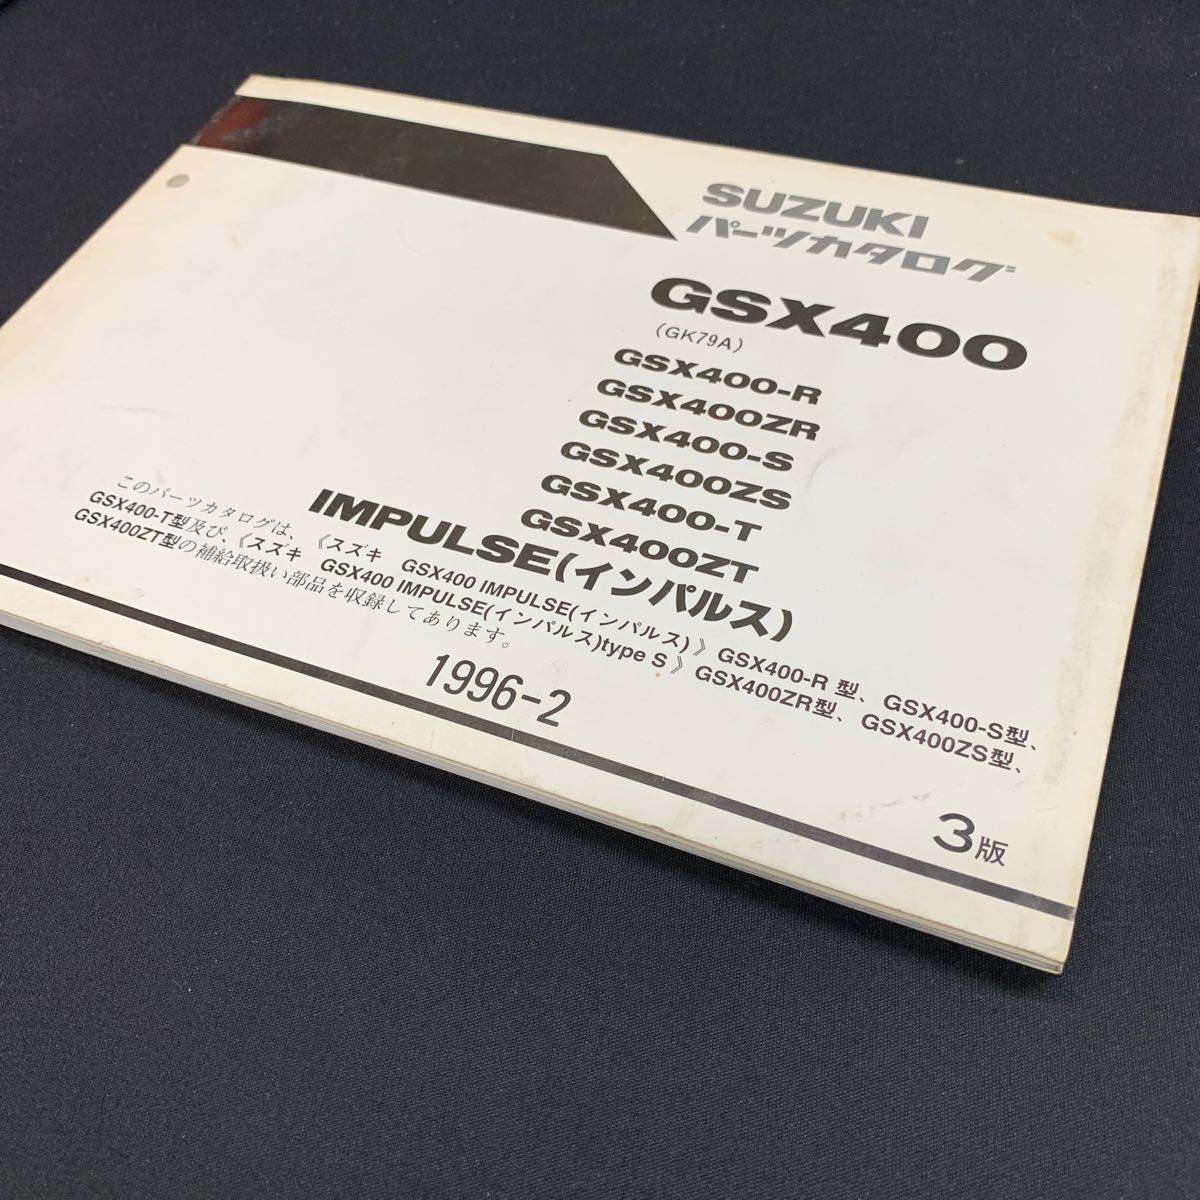 SUZUKI
パーツカタログ
GSX400
(GK79A)
GSX400-R
GSX400ZR
GSX400-S
GSX400ZS
GSX400-T
GSX400ZT
IMPULSE(インパルス)
このパーツカタログは、《スズキ　GSX400 IMPULSE(インパルス)》GSX400-R 型、GSX400-S型、
GSX400-T型及び、《スズキ　GSX400 IMPULSE(インパルス)type S》GSX400ZR型、GSX400ZS型、
GSX400ZT型の補給取扱い部品を収録してあります。
1996-2
3版